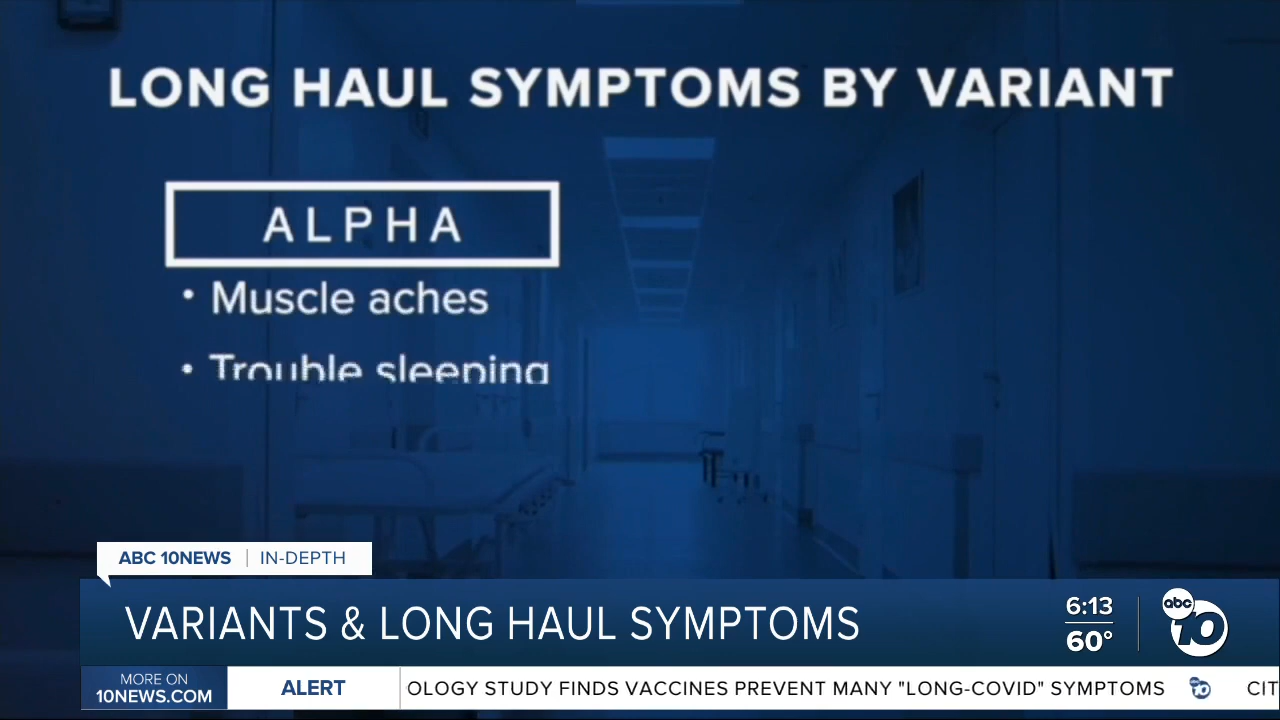 LONG HAUL SYMPTOMS BY VARIANT
ALPHA
• Muscle aches
• Trouble sleeping
ABC 10NEWS | IN-DEPTH
VARIANTS & LONG HAUL SYMPTOMS
6:13
60°
abc 10
MORE ON
10NEWS.COM
ALERT
OLOGY STUDY FINDS VACCINES PREVENT MANY "LONG-COVID" SYMPTOMS abc 10 CIT